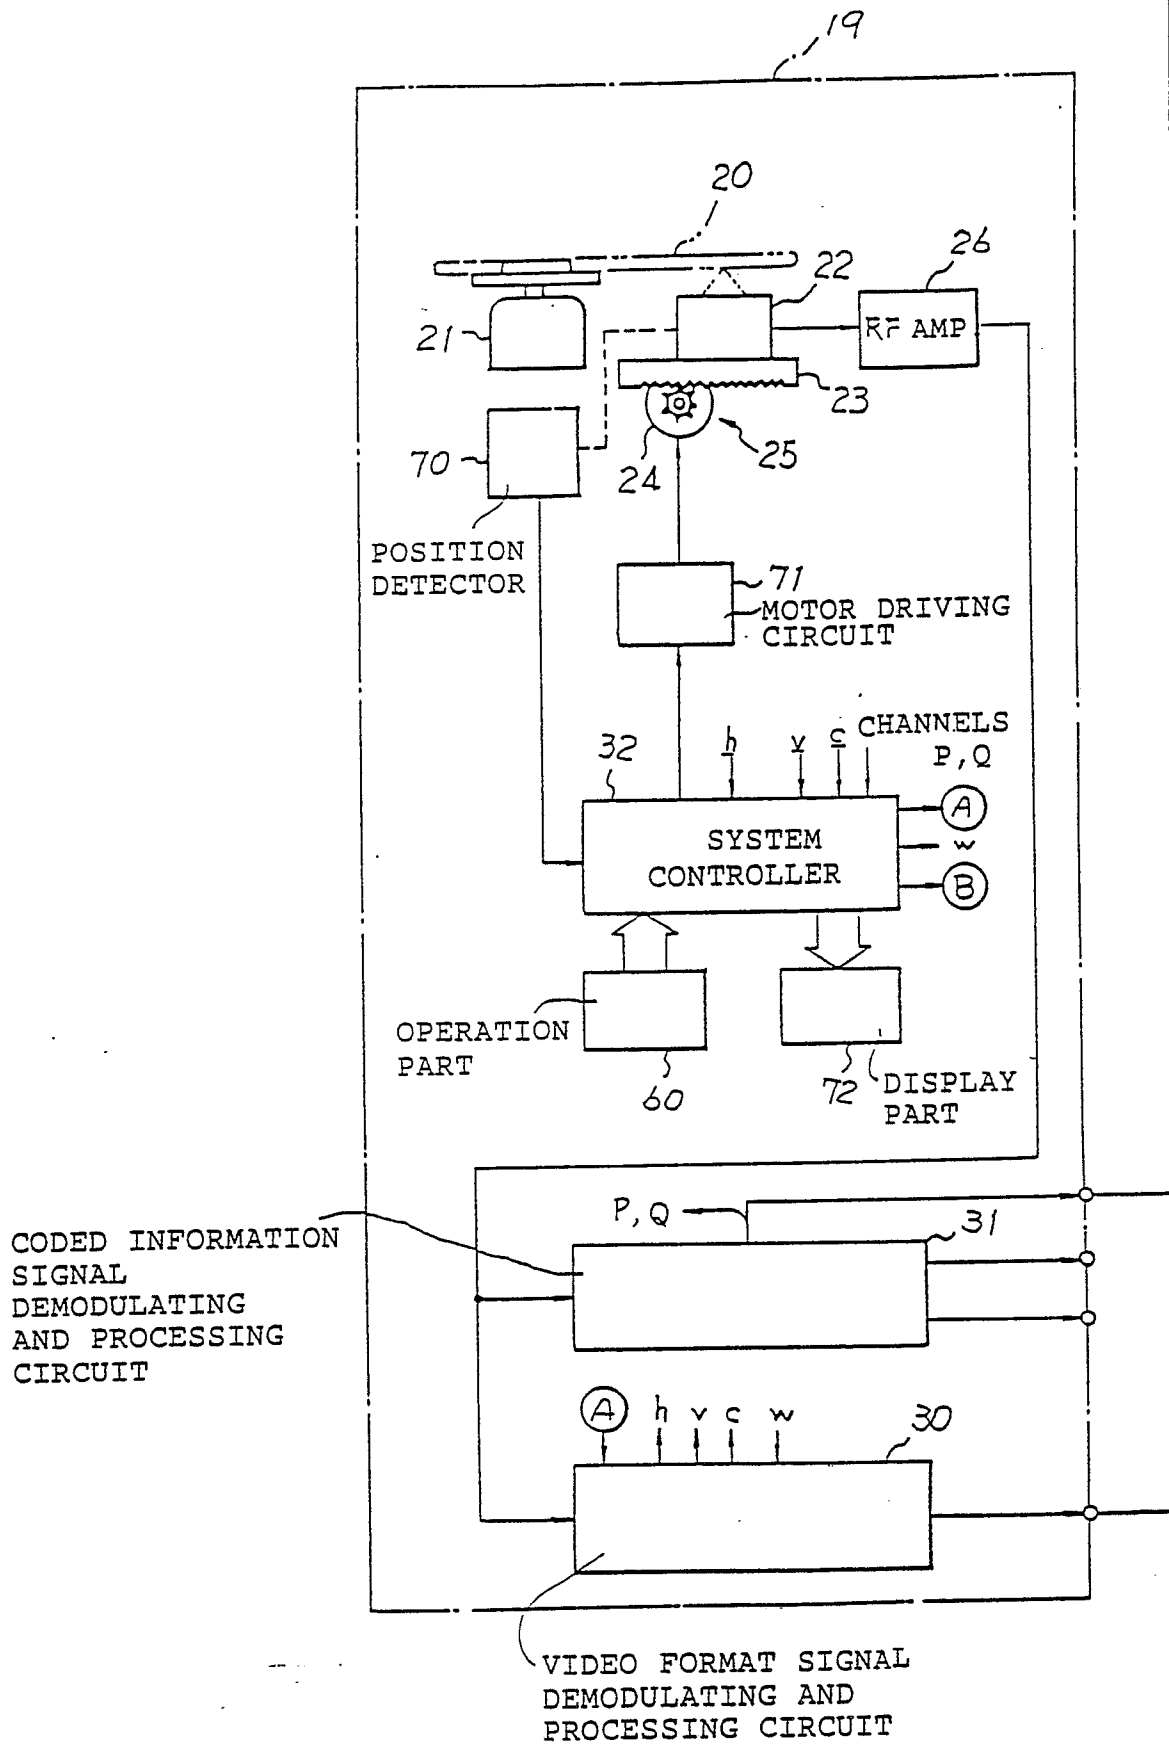 19
20
26
22
RF AMP
21
23
70
24
25
POSITION
DETECTOR
71
MOTOR DRIVING
CIRCUIT
32
h
v
c
CHANNELS
P, Q
A
SYSTEM
CONTROLLER
w
B
OPERATION
PART
60
72
DISPLAY
PART
P, Q
31
CODED INFORMATION
SIGNAL
DEMODULATING
AND PROCESSING
CIRCUIT
A
h
v
c
w
30
VIDEO FORMAT SIGNAL
DEMODULATING AND
PROCESSING CIRCUIT